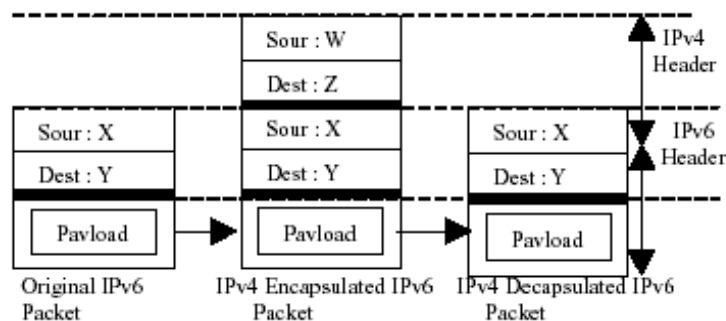 Sour : W
Dest : Z
IPv4
Header
Sour : X
Dest : Y
Sour : X
Dest : Y
Sour : X
Dest : Y
IPv6
Header
Pavload
Pavload
Pavload
Original IPv6
Packet
IPv4 Encapsulated IPv6
Packet
IPv4 Decapsulated IPv6
Packet